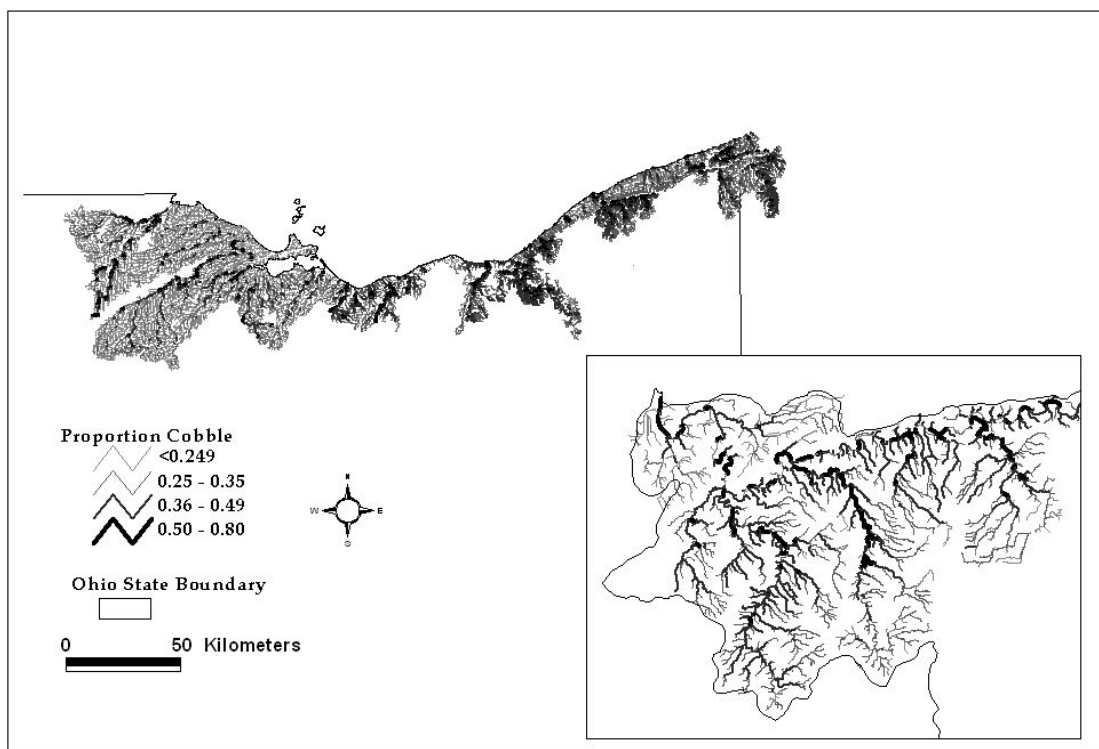 Proportion Cobble
<0.249
0.25 - 0.35
0.36 - 0.49
0.50 - 0.80
Ohio State Boundary
0 50 Kilometers
N
W E